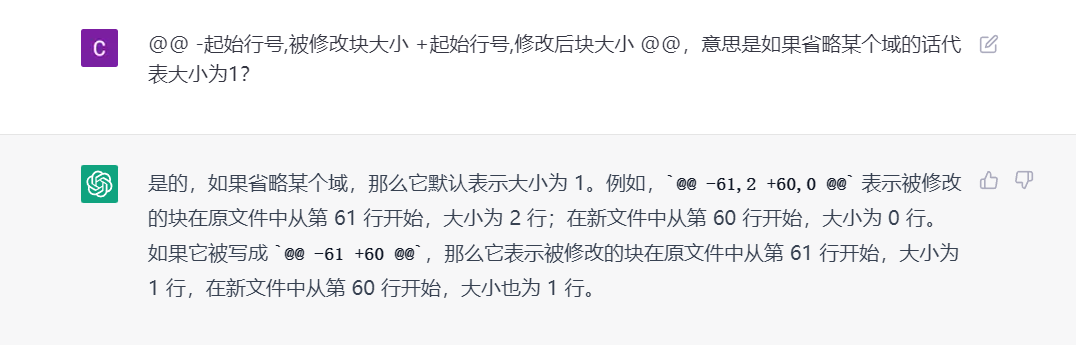 C
@@ -起始行号,被修改块大小 +起始行号,修改后块大小 @@，意思是如果省略某个域的话代
表大小为1？
是的，如果省略某个域，那么它默认表示大小为 1。例如，`@@ -61,2 +60,0 @@` 表示被修改
的块在原文件中从第 61 行开始，大小为 2 行；在新文件中从第 60 行开始，大小为 0 行。
如果它被写成 `@@ -61 +60 @@`，那么它表示被修改的块在原文件中从第 61 行开始，大小为
1 行，在新文件中从第 60 行开始，大小也为 1 行。